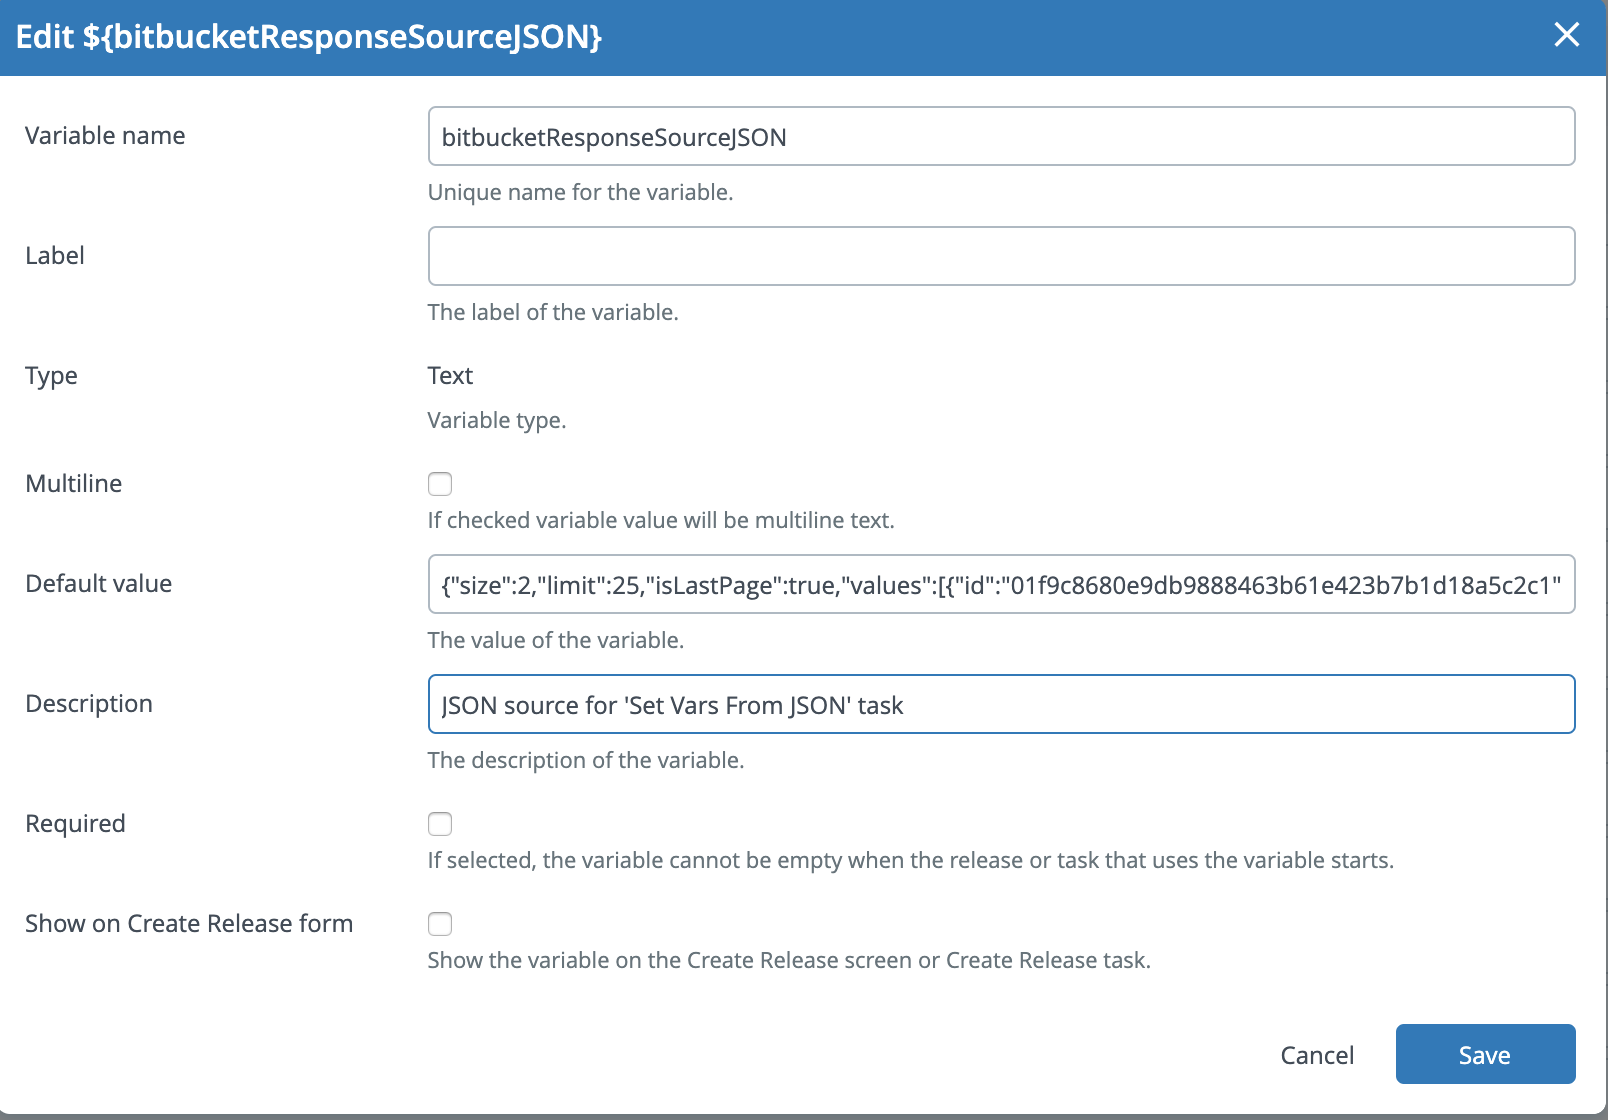 Edit ${bitbucketResponseSourceJSON}
Variable name
bitbucketResponseSourceJSON
Unique name for the variable.
Label
The label of the variable.
Type
Text
Variable type.
Multiline
If checked variable value will be multiline text.
Default value
{"size":2,"limit":25,"isLastPage":true,"values":[{"id":"01f9c8680e9db9888463b61e423b7b1d18a5c2c1"
The value of the variable.
Description
JSON source for 'Set Vars From JSON' task
The description of the variable.
Required
If selected, the variable cannot be empty when the release or task that uses the variable starts.
Show on Create Release form
Show the variable on the Create Release screen or Create Release task.
Cancel
Save